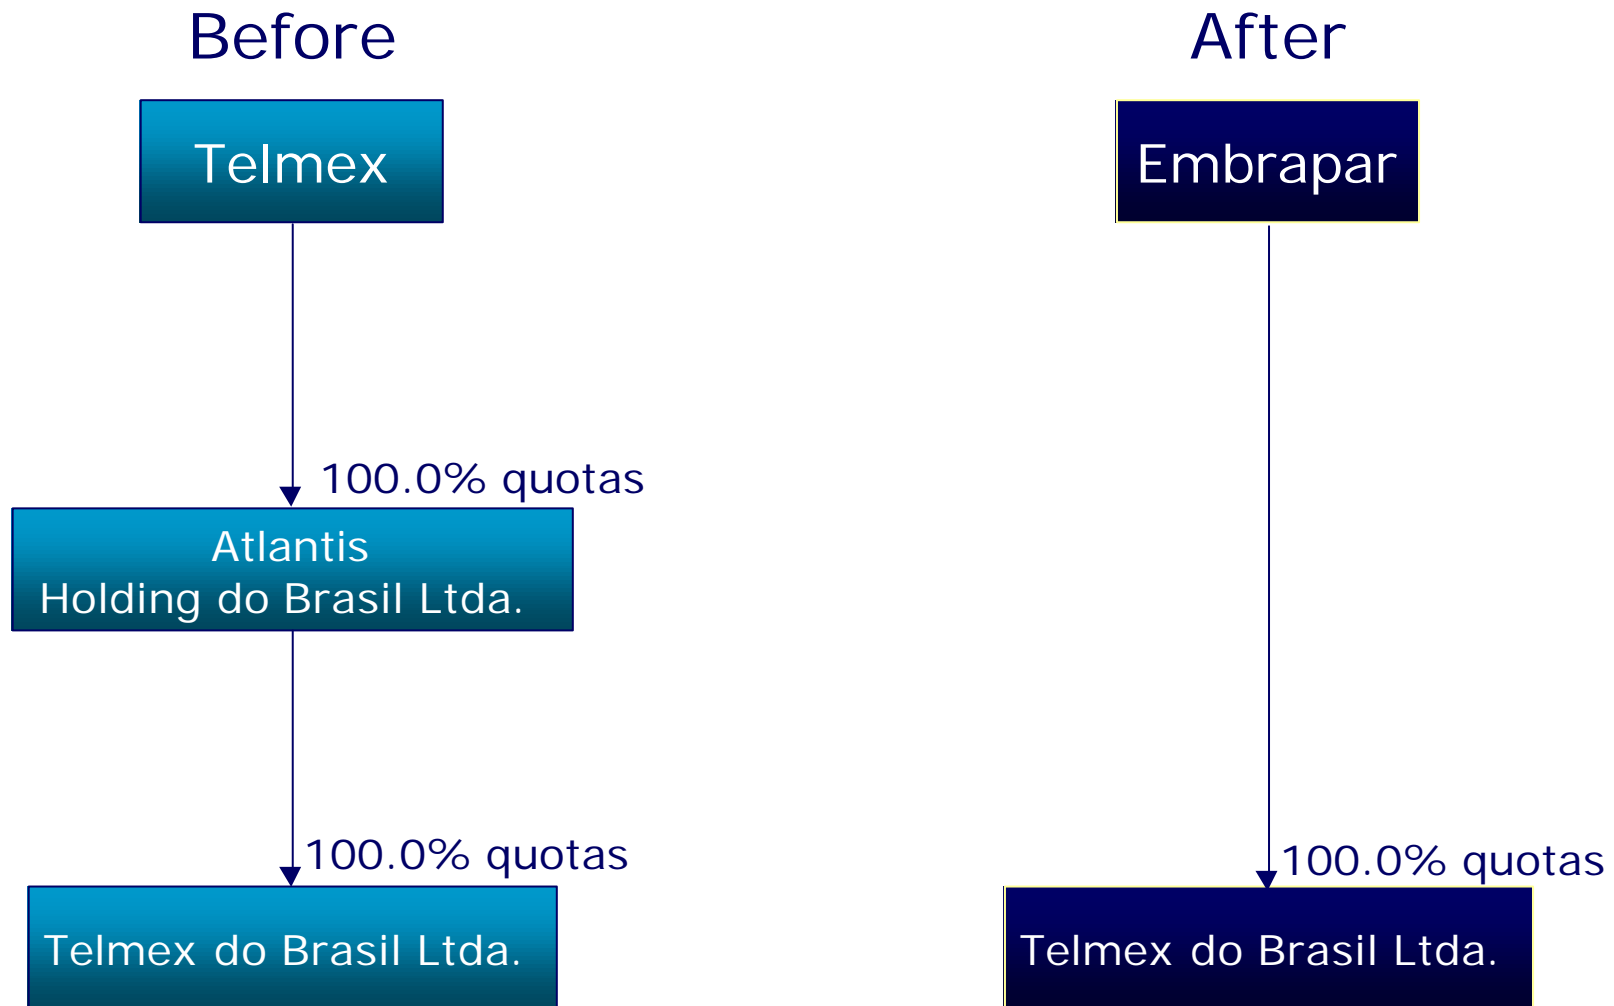 Before
Telmex
100.0% quotas
Atlantis
Holding do Brasil Ltda.
100.0% quotas
Telmex do Brasil Ltda.
After
Embrapar
100.0% quotas
Telmex do Brasil Ltda.